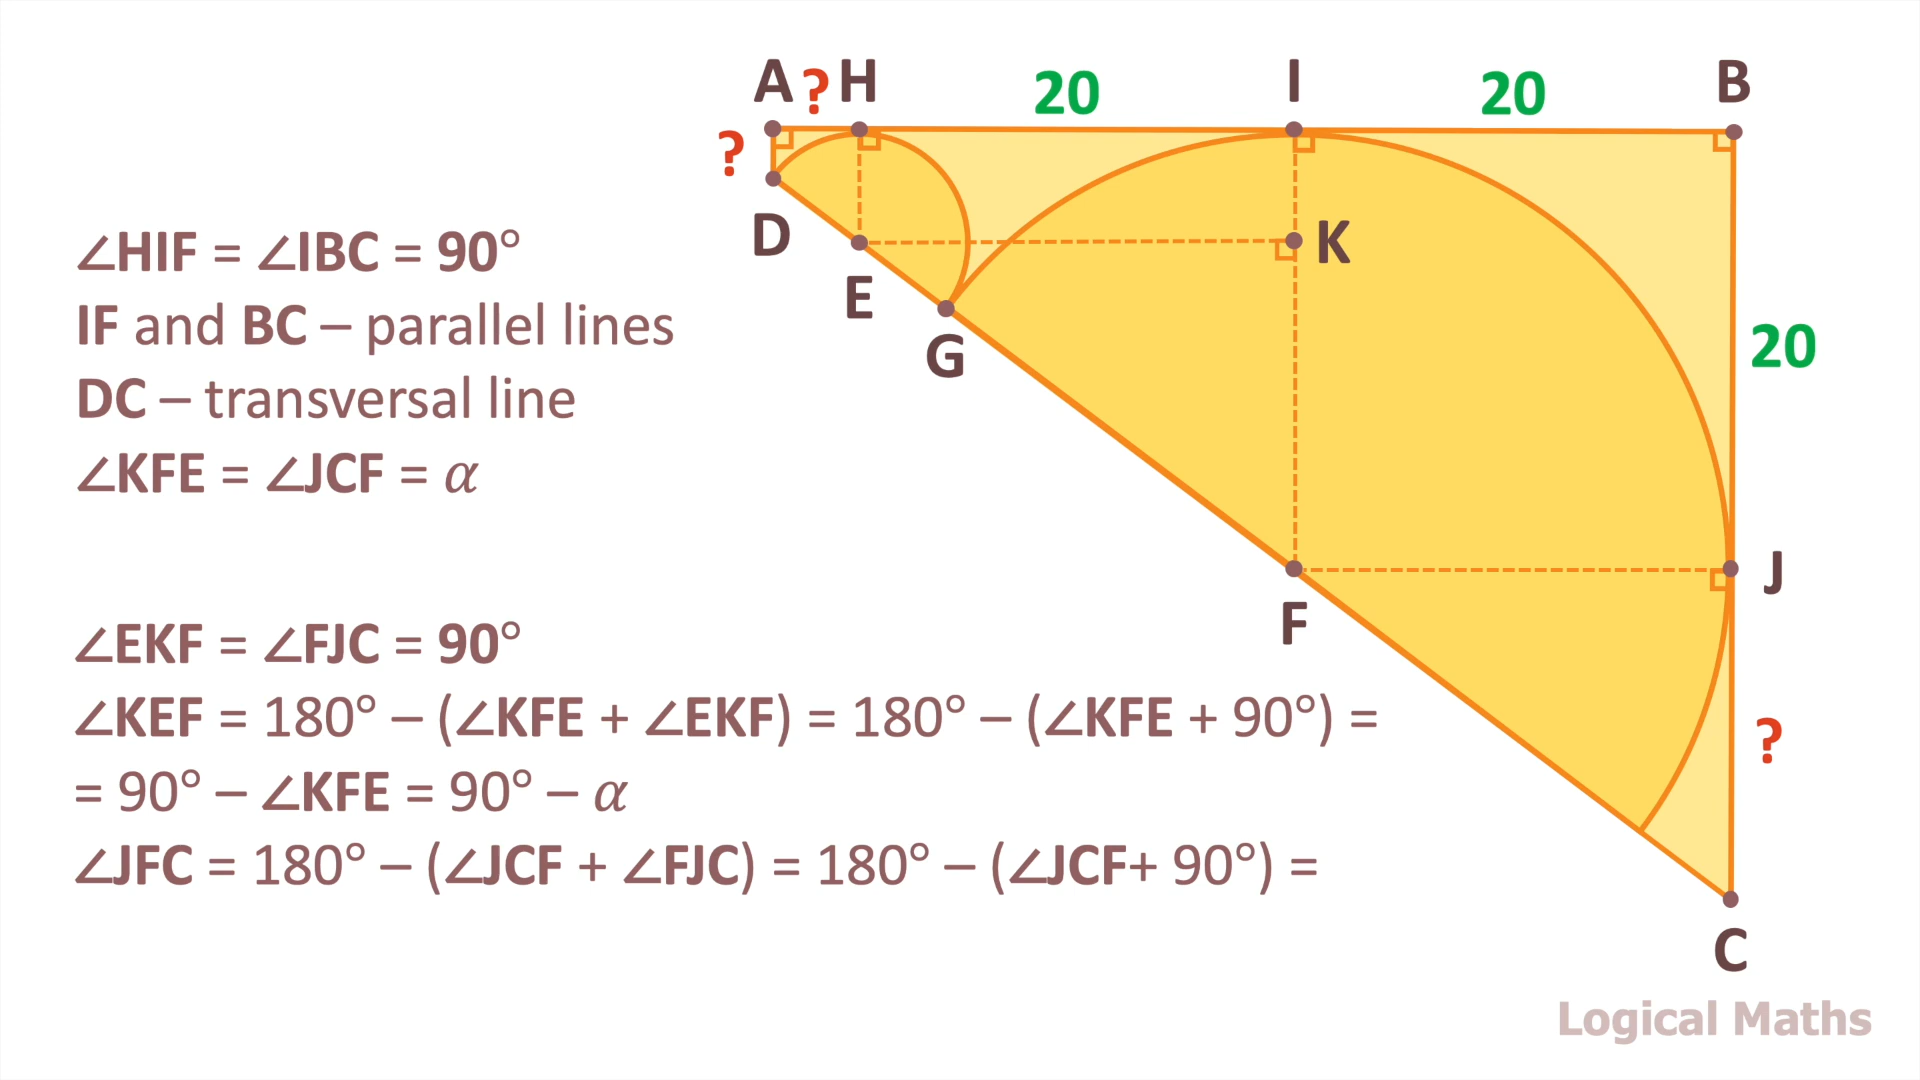 A ? H 20 I 20 B
?
D
K
E
G
20
F
J
?
C
∠HIF = ∠IBC = 90°
IF and BC – parallel lines
DC – transversal line
∠KFE = ∠JCF = α
∠EKF = ∠FJC = 90°
∠KEF = 180° – (∠KFE + ∠EKF) = 180° – (∠KFE + 90°) =
= 90° – ∠KFE = 90° – α
∠JFC = 180° – (∠JCF + ∠FJC) = 180° – (∠JCF+ 90°) =
Logical Maths